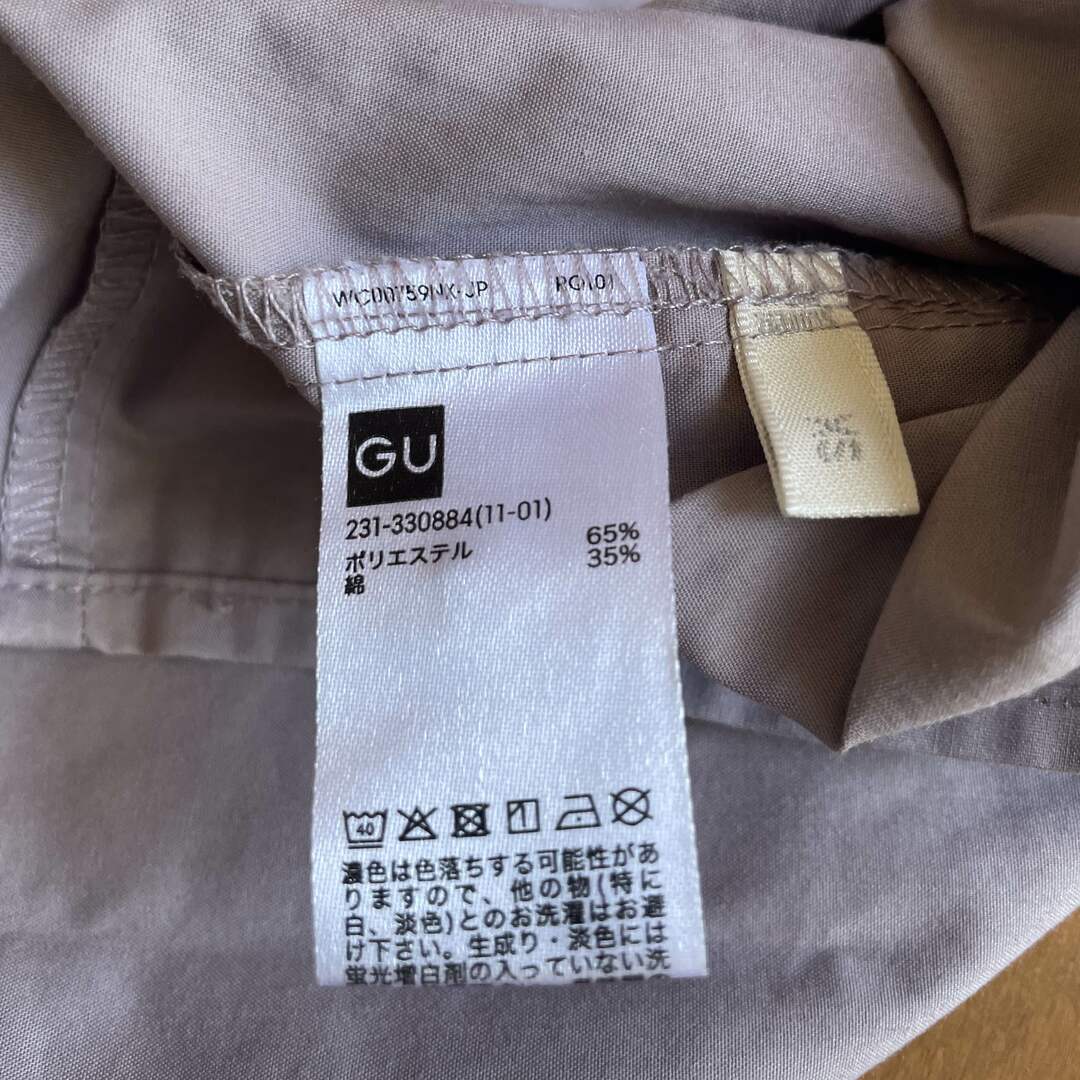 GU
231-330884(11-01)
ポリエステル 65%
綿 35%
40
濃色は色落ちする可能性があ
りますので、他の物(特に
白、淡色)とのお洗濯はお避
け下さい。生成り・淡色には
蛍光増白剤の入っていない洗